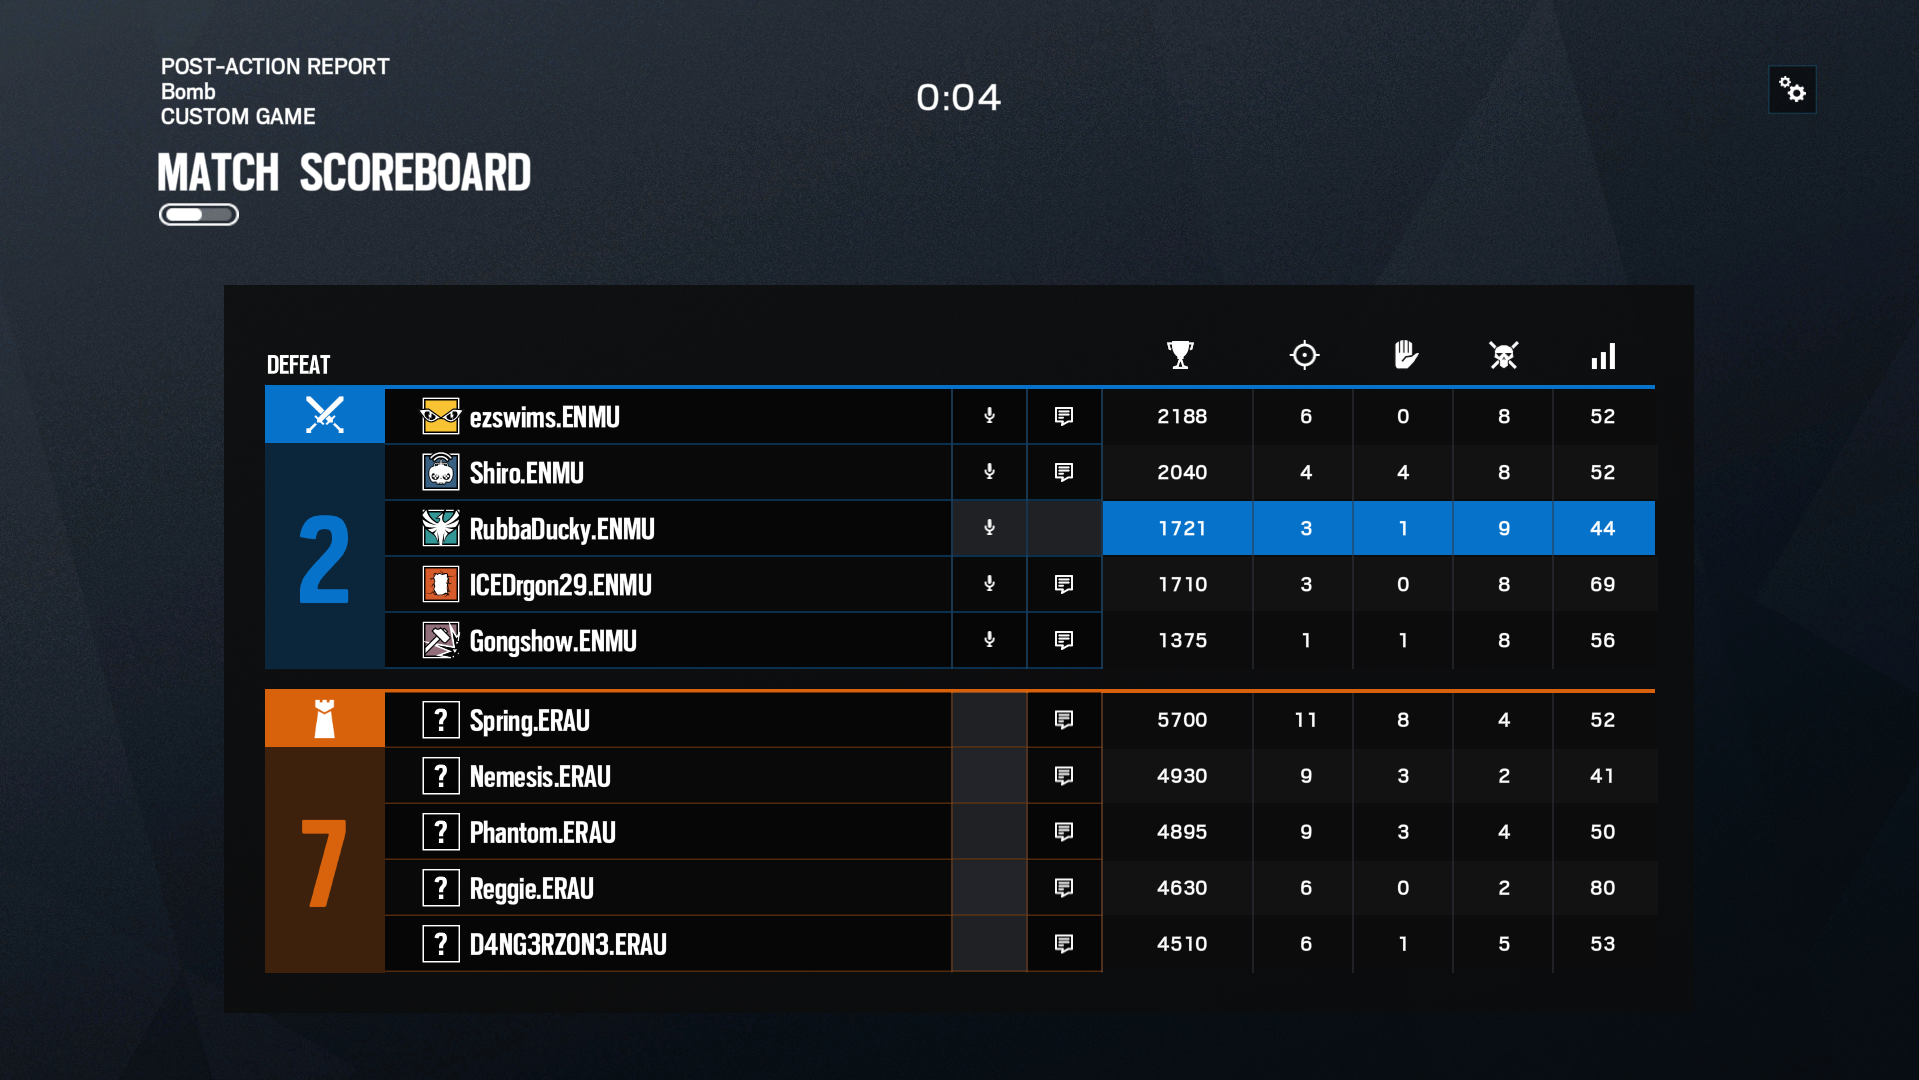 POST-ACTION REPORT
Bomb
CUSTOM GAME
0:04
MATCH SCOREBOARD
DEFEAT
2
ezswims.ENMU 2188 6 0 8 52
Shiro.ENMU 2040 4 4 8 52
RubbaDucky.ENMU 1721 3 1 9 44
ICEDrgon29.ENMU 1710 3 0 8 69
Gongshow.ENMU 1375 1 1 8 56
7
? Spring.ERAU 5700 11 8 4 52
? Nemesis.ERAU 4930 9 3 2 41
? Phantom.ERAU 4895 9 3 4 50
? Reggie.ERAU 4630 6 0 2 80
? D4NG3RZON3.ERAU 4510 6 1 5 53